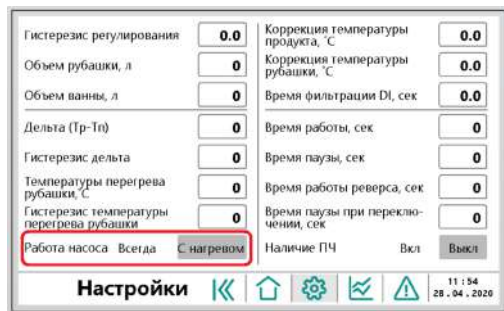 Гистерезис регулирования 0.0
Объем рубашки, л 0
Объем ванны, л 0
Дельта (Тр-Тп) 0
Гистерезис дельта 0
Температуры перегрева
рубашки, ˚С 0
Гистерезис температуры
перегрева рубашки 0
Работа насоса Всегда С нагревом
Коррекция температуры
продукта, ˚С 0.0
Коррекция температуры
рубашки, ˚С 0.0
Время фильтрации DI, сек 0.0
Время работы, сек 0
Время паузы, сек 0
Время работы реверса, сек 0
Время паузы при переклю-
чении, сек 0
Наличие ПЧ Вкл Выкл
Настройки
11:54
28.04.2020